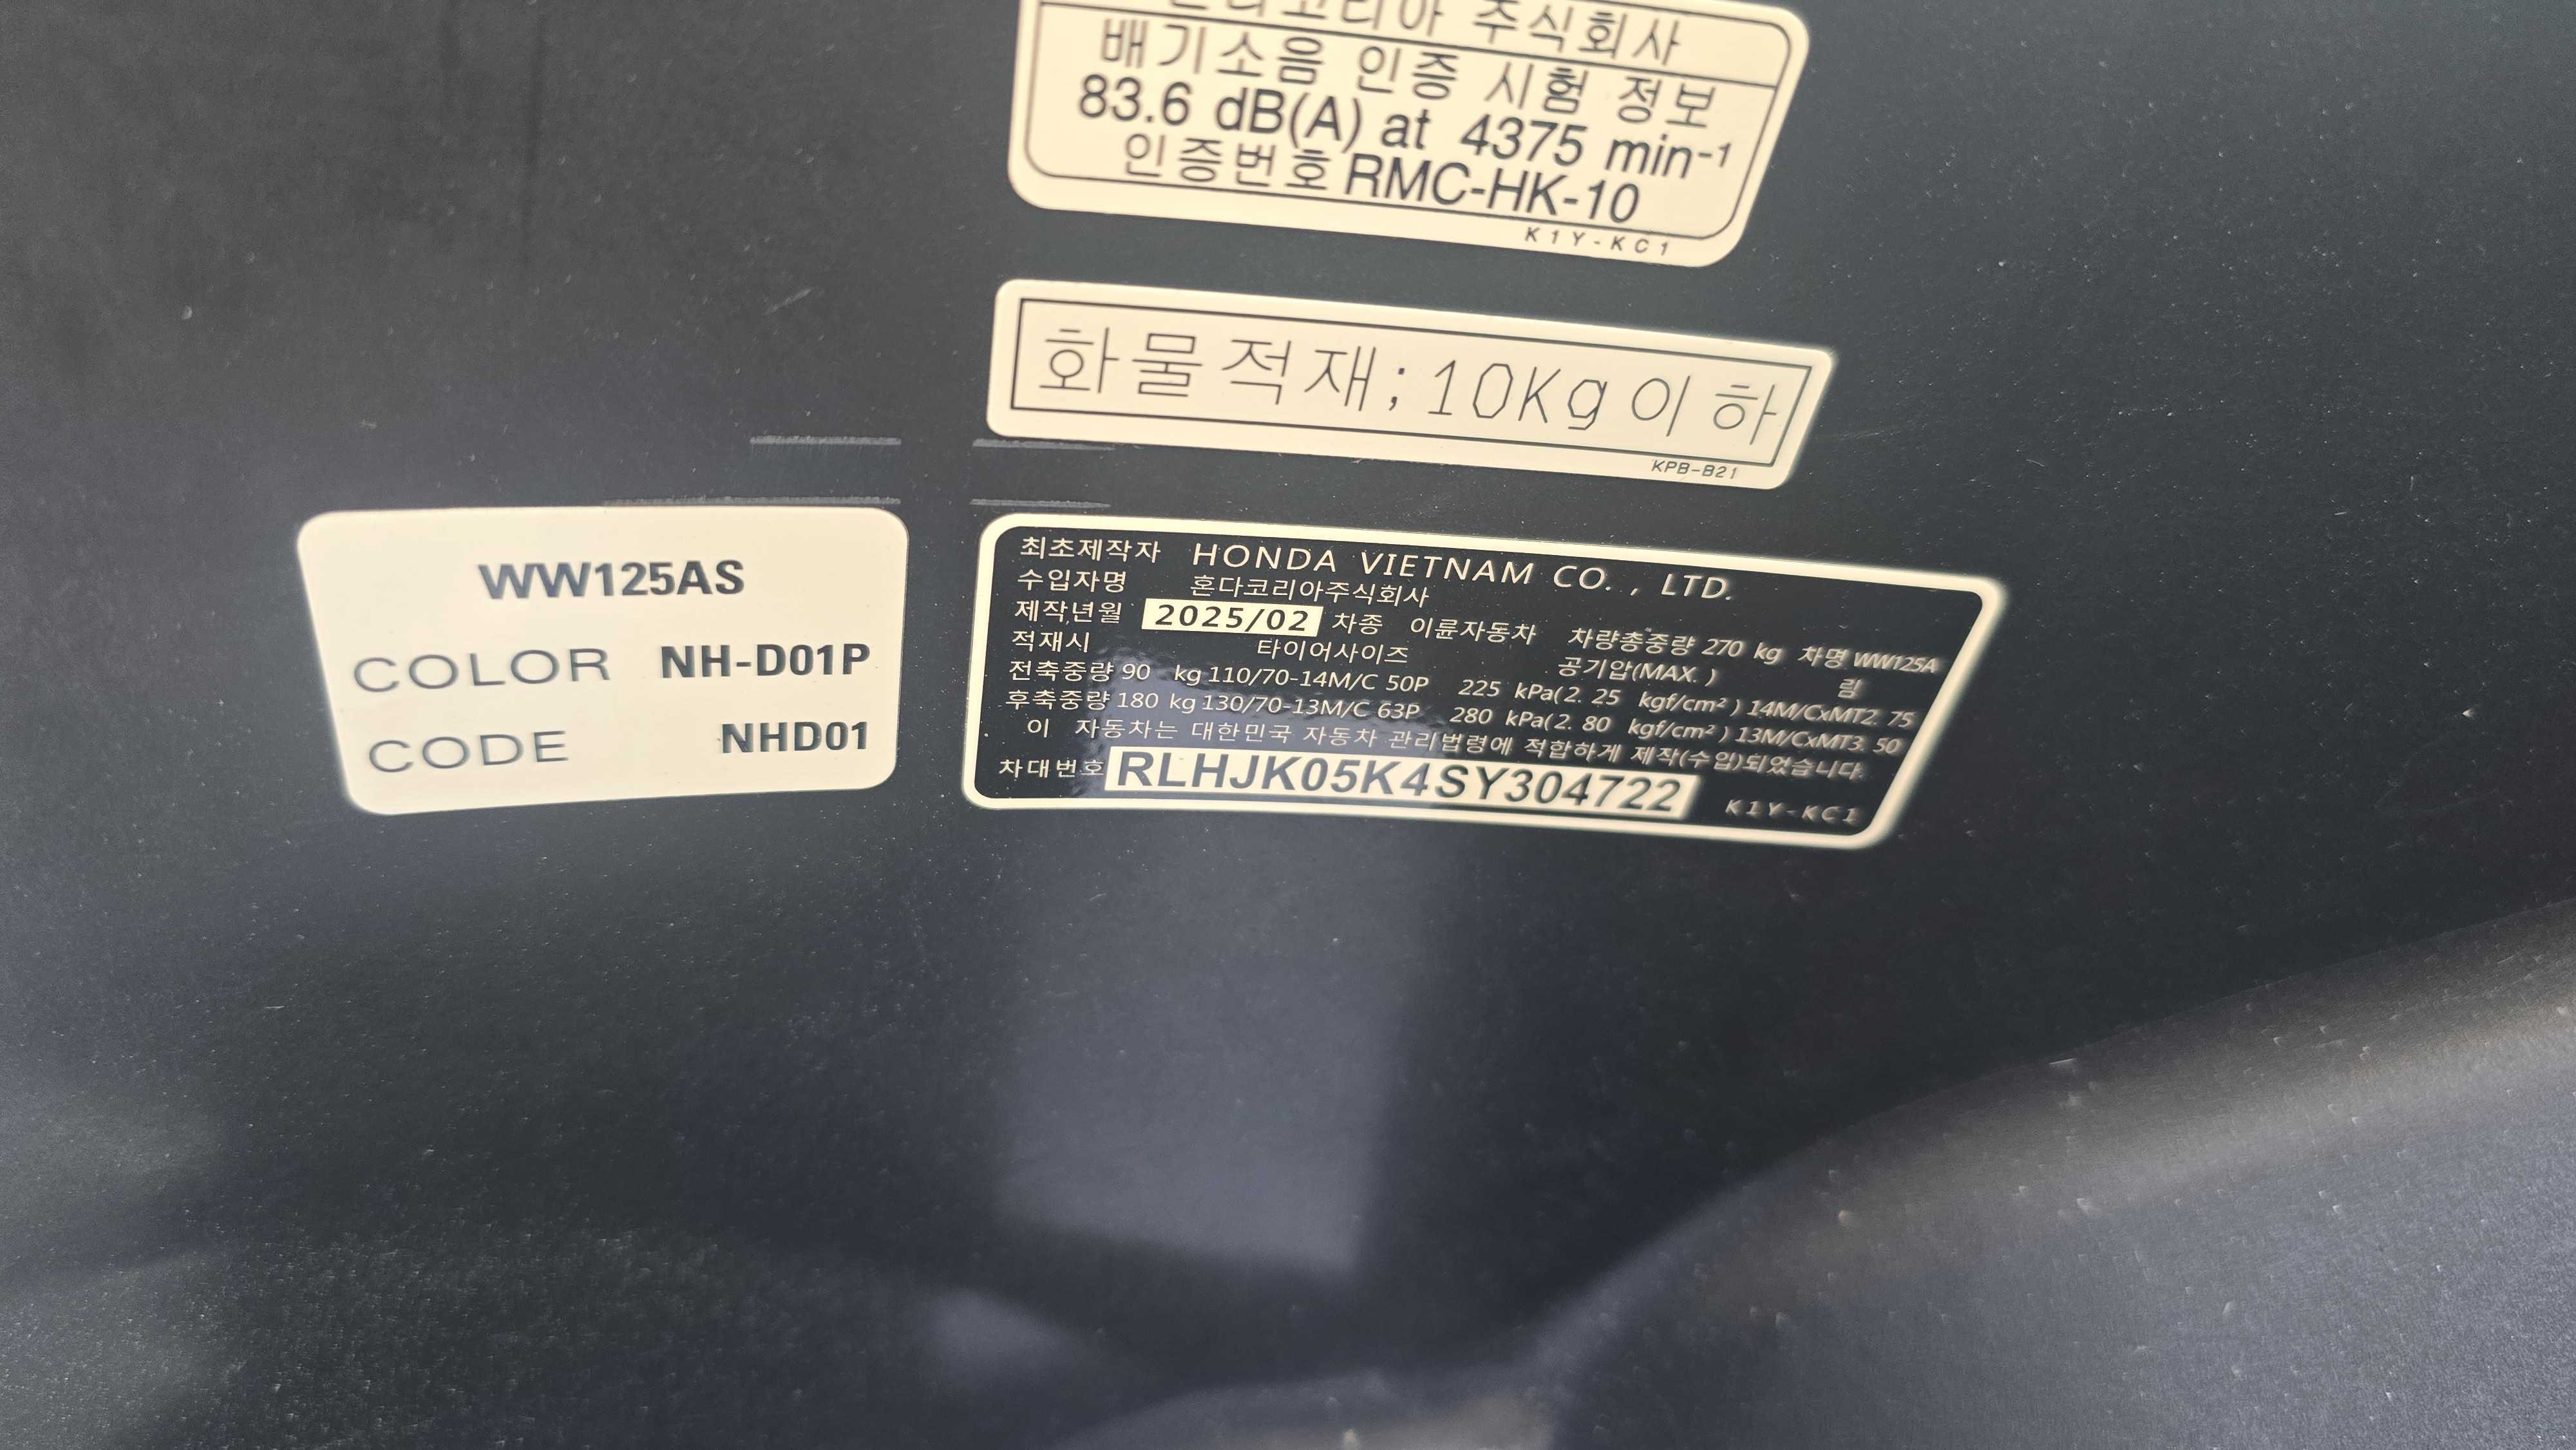 혼다코리아 주식회사
배기소음 인증 시험 정보
83.6 dB(A) at 4375 min-1
인증번호 RMC-HK-10
K1Y-KC1
화물적재;10Kg이하
KPB-B21
WW125AS
COLOR NH-D01P
CODE NHD01
최초제작자 HONDA VIETNAM CO. , LTD.
수입자명 혼다코리아주식회사
제작년월 2025/02 차종 이륜자동차 차량총중량 270 kg 차명 WW125A
적재시 타이어사이즈 공기압(MAX. ) 림
전축중량 90 kg 110/70-14M/C 50P 225 kPa(2. 25 kgf/cm²) 14M/CxMT2. 75
후축중량 180 kg 130/70-13M/C 63P 280 kPa(2. 80 kgf/cm²) 13M/CxMT3. 50
이 자동차는 대한민국 자동차 관리법령에 적합하게 제작(수입)되었습니다.
차대번호 RLHJK05K4SY304722
K1Y-KC1